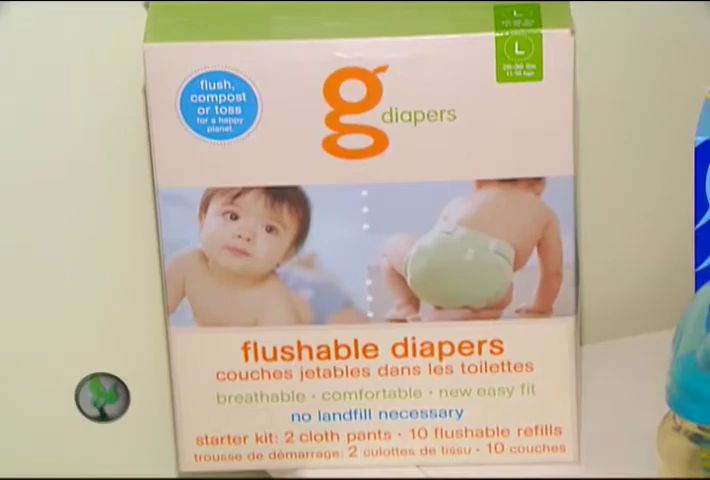 L
L
flush,
compost
or toss
for a happy
planet.
g
diapers
flushable diapers
couches jetables dans les toilettes
breathable · comfortable · new easy fit
no landfill necessary
starter kit: 2 cloth pants · 10 flushable refills
trousse de démarrage: 2 culottes de tissu · 10 couches